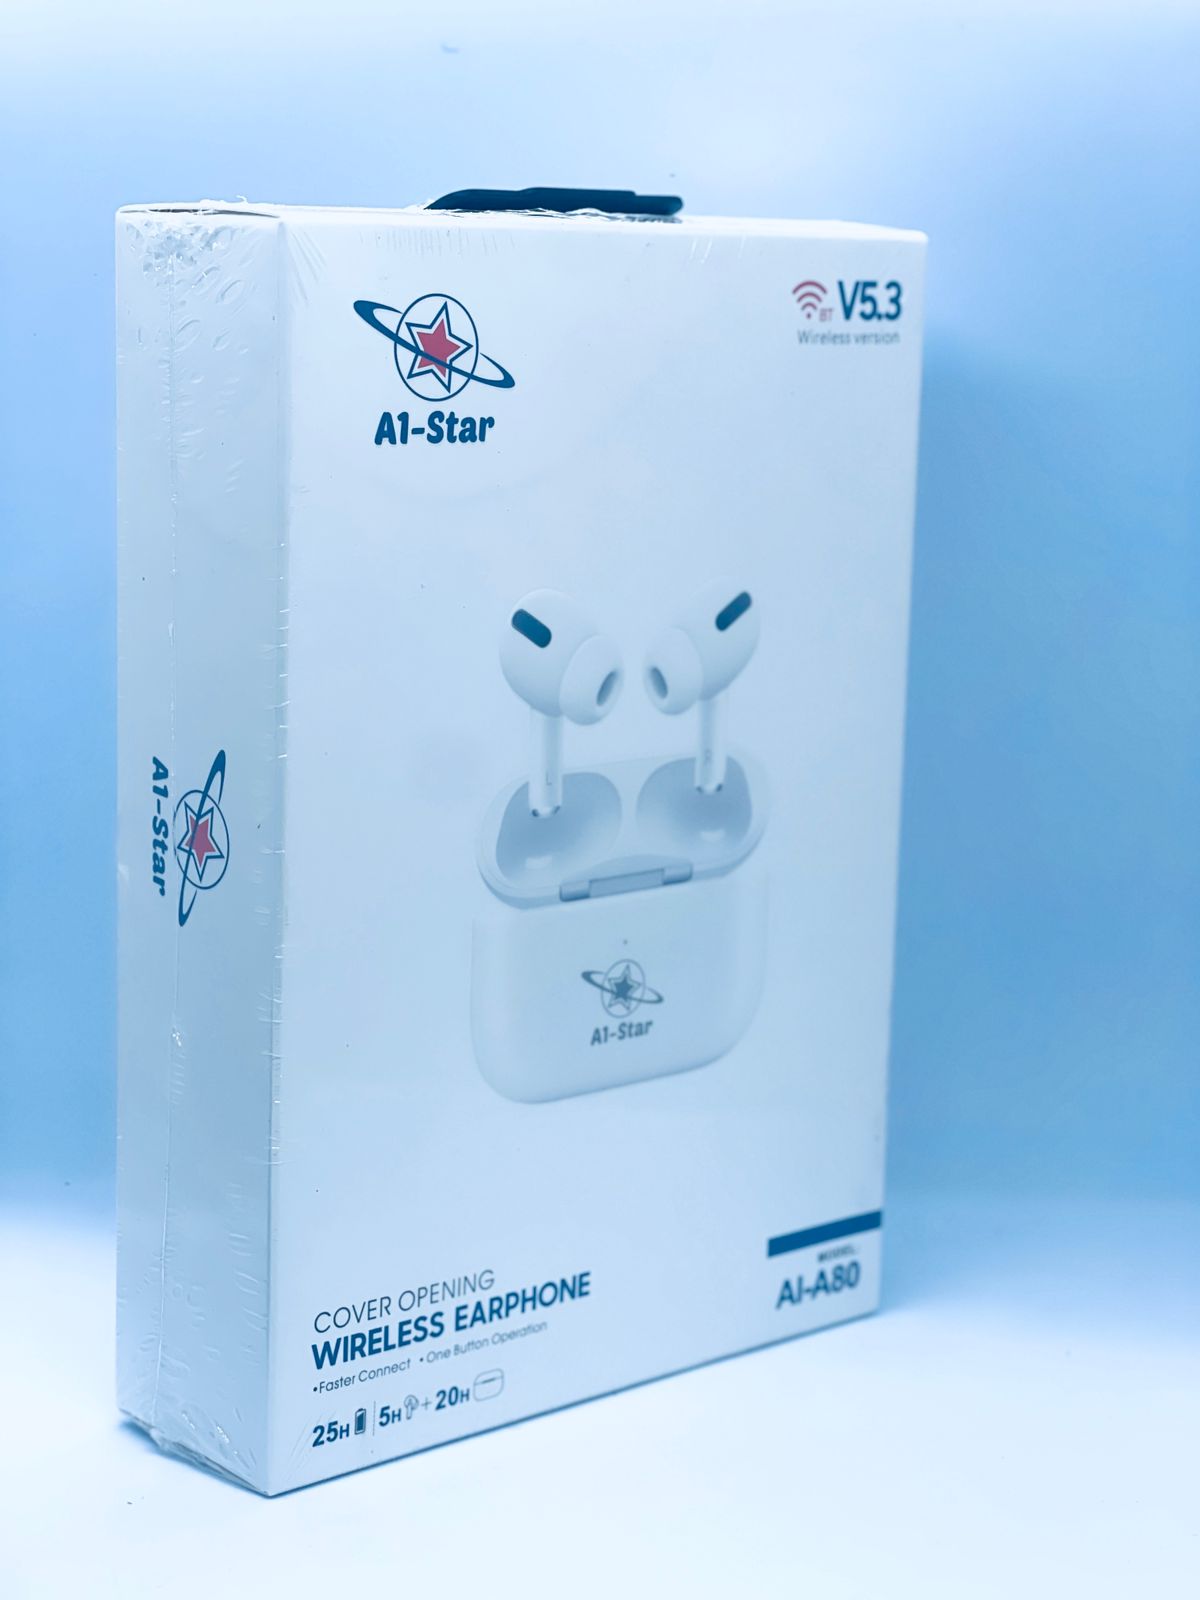 A1-Star
BT V5.3
Wireless version
A1-Star
L
A1-Star
MODEL:
AI-A80
COVER OPENING
WIRELESS EARPHONE
•Faster Connect •One Button Operation
25H 5H + 20H